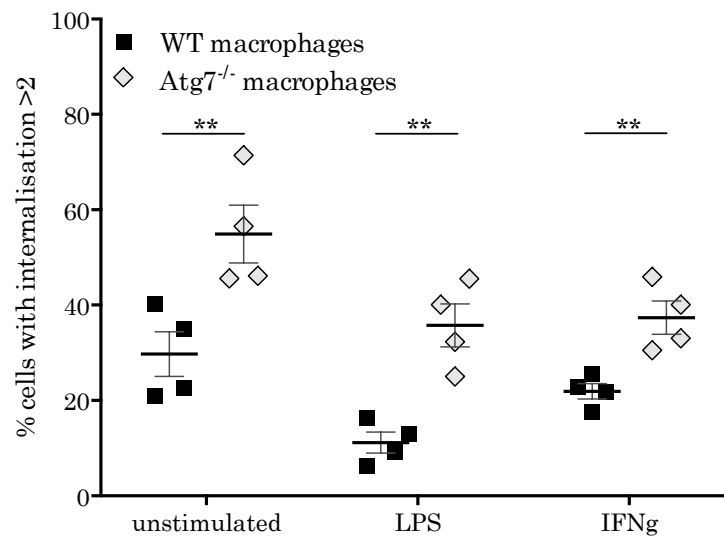 % cells with internalisation >2
100
80
60
40
20
0
WT macrophages
Atg7-/- macrophages
** ** **
unstimulated LPS IFNg